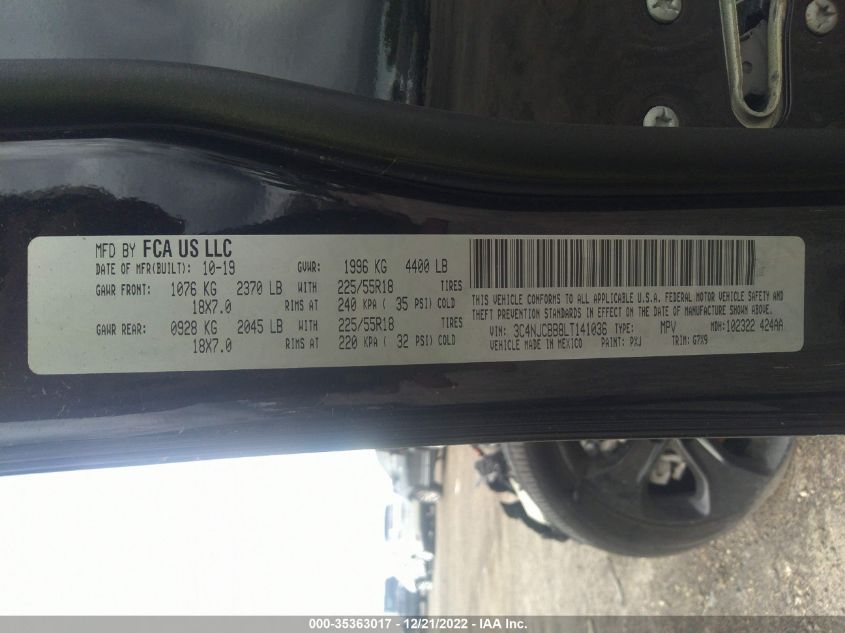 MFD BY FCA US LLC
DATE OF MFR(BUILT): 10-19 GVWR: 1996 KG 4400 LB
GAWR FRONT: 1076 KG 2370 LB WITH 225/55R18 TIRES
18X7.0 RIMS AT 240 KPA ( 35 PSI) COLD
GAWR REAR: 0928 KG 2045 LB WITH 225/55R18 TIRES
18X7.0 RIMS AT 220 KPA ( 32 PSI) COLD
THIS VEHICLE CONFORMS TO ALL APPLICABLE U.S.A. FEDERAL MOTOR VEHICLE SAFETY AND
THEFT PREVENTION STANDARDS IN EFFECT ON THE DATE OF MANUFACTURE SHOWN ABOVE.
VIN: 3C4NJCBB8LT141036 TYPE: MPV MDH: 102322 424AA
VEHICLE MADE IN MEXICO PAINT: PXJ TRIM: G7X9
000-35363017 - 12/21/2022 - IAA Inc.